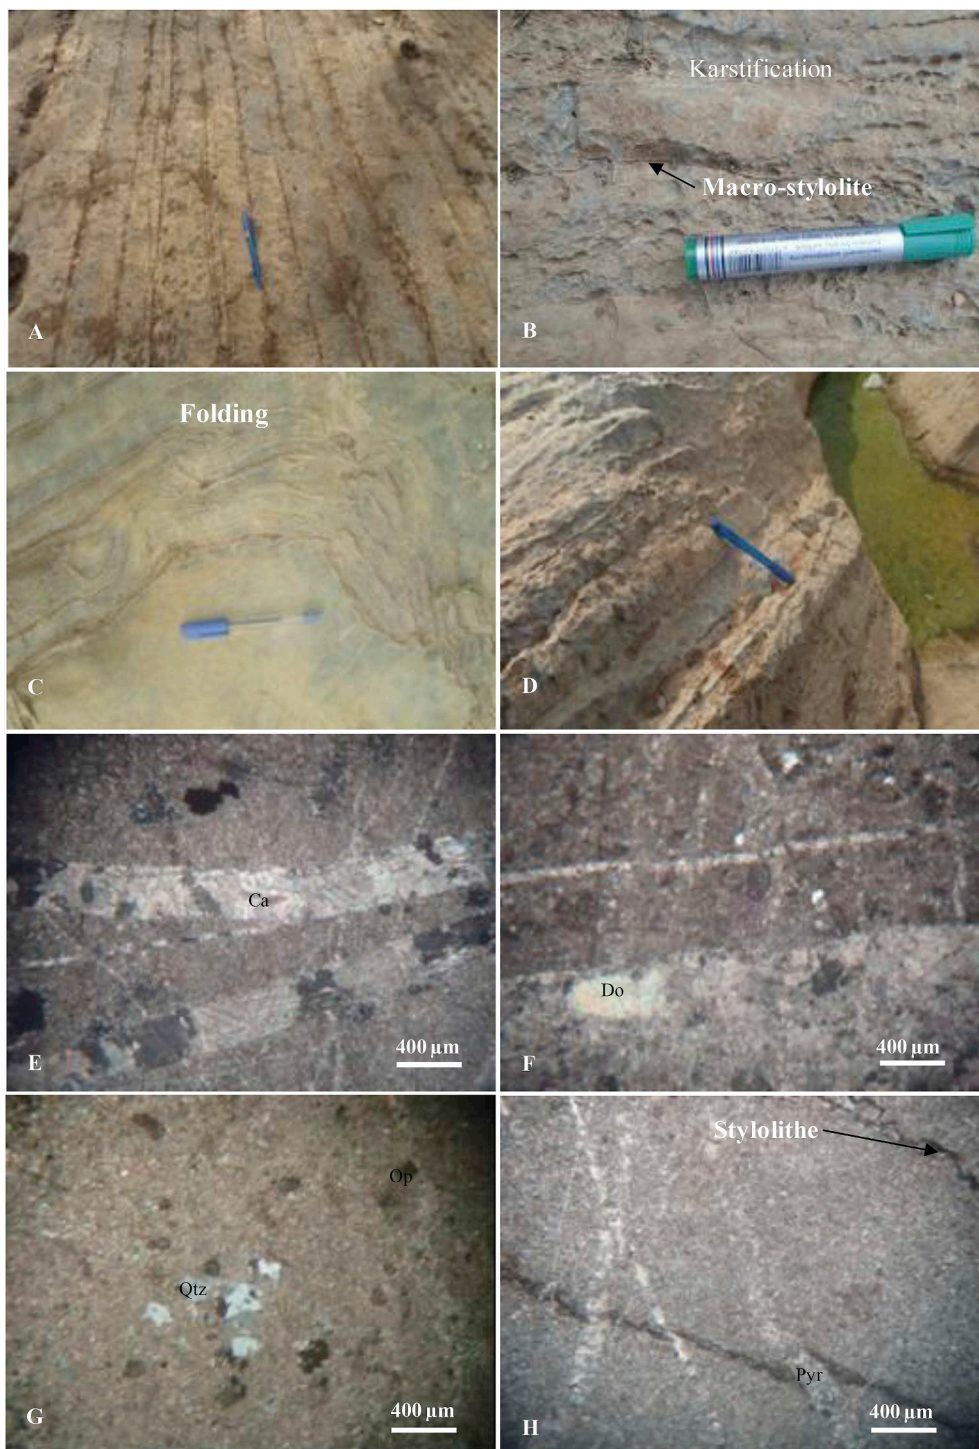 Karstification
Macro-stylolite
A
B
Folding
C
D
Ca
Do
400 µm
400 µm
E
F
Op
Stylolithe
Qtz
Pyr
400 µm
400 µm
G
H